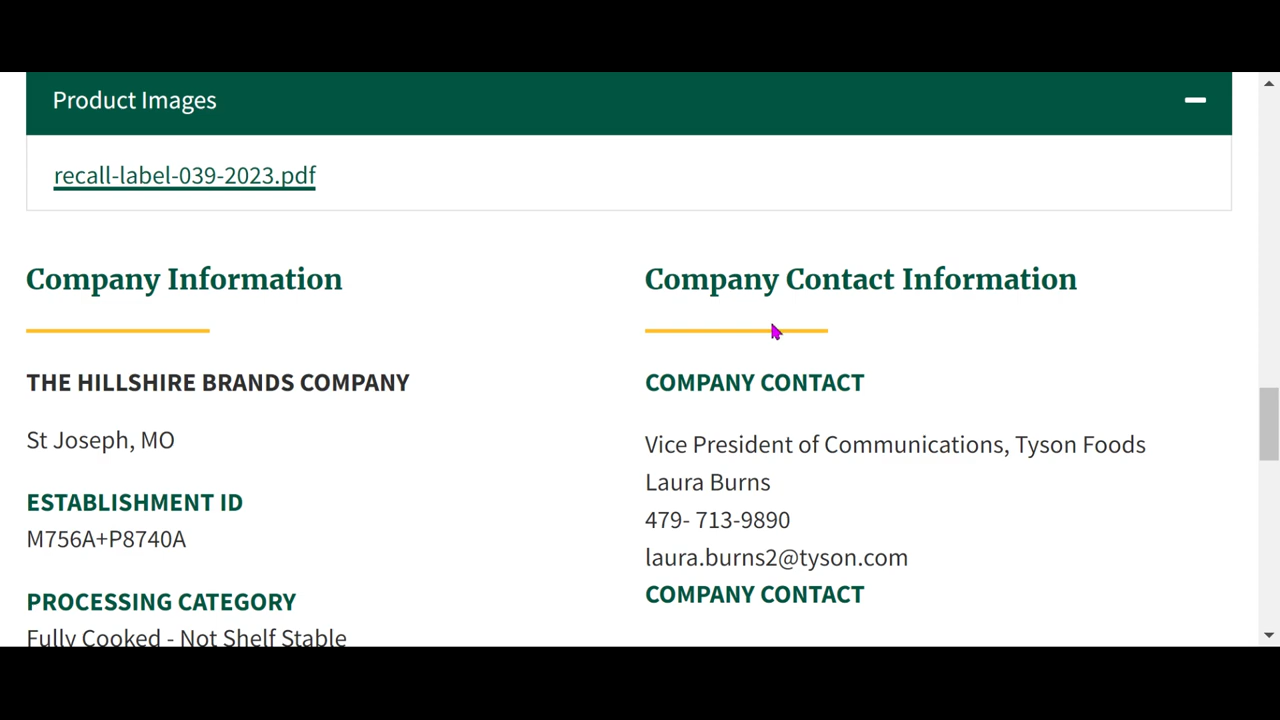 Product Images
recall-label-039-2023.pdf
Company Information
THE HILLSHIRE BRANDS COMPANY
St Joseph, MO
ESTABLISHMENT ID
M756A+P8740A
PROCESSING CATEGORY
Fully Cooked - Not Shelf Stable
Company Contact Information
COMPANY CONTACT
Vice President of Communications, Tyson Foods
Laura Burns
479- 713-9890
laura.burns2@tyson.com
COMPANY CONTACT